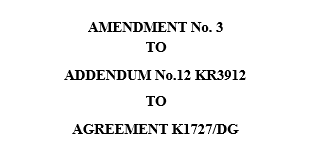 AMENDMENT No. 3
TO
ADDENDUM No.12 KR3912
TO
AGREEMENT K1727/DG